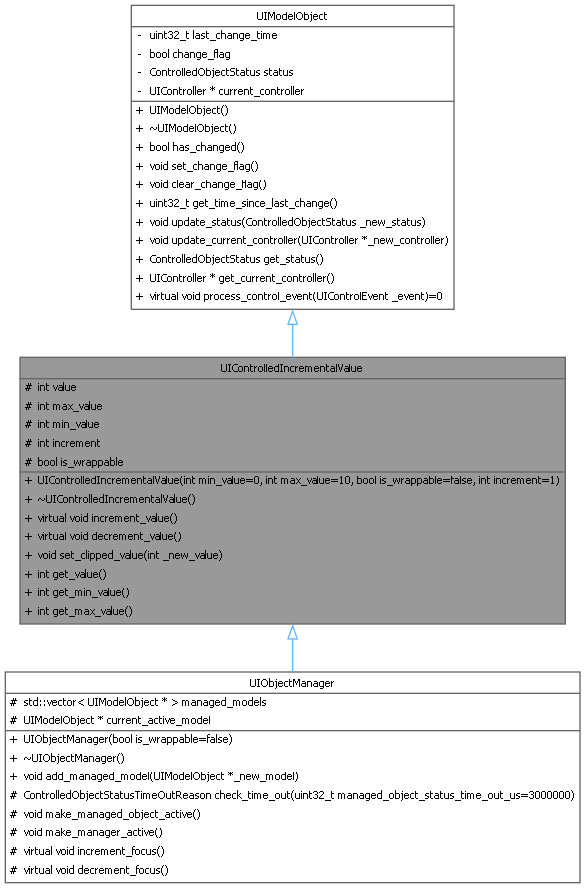 UIModelObject
- uint32_t last_change_time
- bool change_flag
- ControlledObjectStatus status
- UIController * current_controller
+ UIModelObject()
+ ~UIModelObject()
+ bool has_changed()
+ void set_change_flag()
+ void clear_change_flag()
+ uint32_t get_time_since_last_change()
+ void update_status(ControlledObjectStatus _new_status)
+ void update_current_controller(UIController *_new_controller)
+ ControlledObjectStatus get_status()
+ UIController * get_current_controller()
+ virtual void process_control_event(UIControlEvent _event)=0
UIControlledIncrementalValue
# int value
# int max_value
# int min_value
# int increment
# bool is_wrappable
+ UIControlledIncrementalValue(int min_value=0, int max_value=10, bool is_wrappable=false, int increment=1)
+ ~UIControlledIncrementalValue()
+ virtual void increment_value()
+ virtual void decrement_value()
+ void set_clipped_value(int _new_value)
+ int get_value()
+ int get_min_value()
+ int get_max_value()
UIObjectManager
# std::vector< UIModelObject * > managed_models
# UIModelObject * current_active_model
+ UIObjectManager(bool is_wrappable=false)
+ ~UIObjectManager()
+ void add_managed_model(UIModelObject *_new_model)
# ControlledObjectStatusTimeOutReason check_time_out(uint32_t managed_object_status_time_out_us=3000000)
# void make_managed_object_active()
# void make_manager_active()
# virtual void increment_focus()
# virtual void decrement_focus()